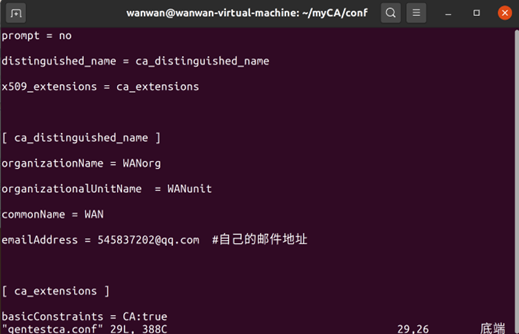 wanwan@wanwan-virtual-machine: ~/myCA/conf
prompt = no
distinguished_name = ca_distinguished_name
x509_extensions = ca_extensions
[ ca_distinguished_name ]
organizationName = WANorg
organizationalUnitName  = WANunit
commonName = WAN
emailAddress = 545837202@qq.com  #自己的邮件地址
[ ca_extensions ]
basicConstraints = CA:true
"gentestca.conf" 29L, 388C 29,26 底端